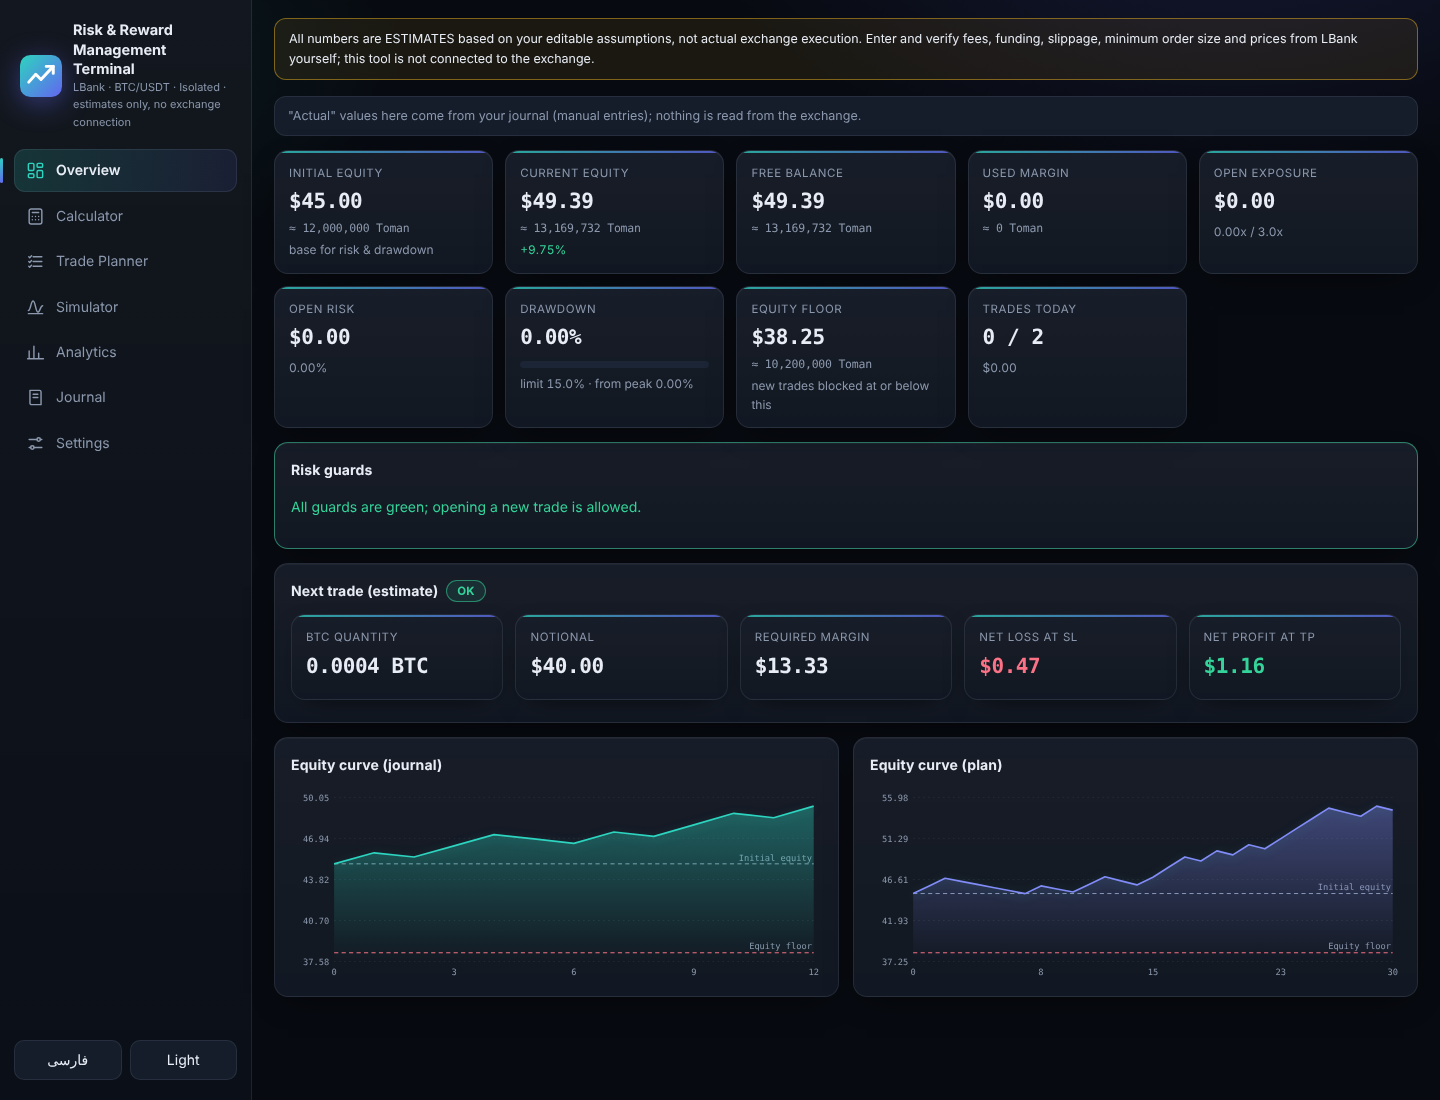 Risk & Reward
Management
Terminal
LBank · BTC/USDT · Isolated ·
estimates only, no exchange
connection
Overview
Calculator
Trade Planner
Simulator
Analytics
Journal
Settings
فارسی
Light
All numbers are ESTIMATES based on your editable assumptions, not actual exchange execution. Enter and verify fees, funding, slippage, minimum order size and prices from LBank
yourself; this tool is not connected to the exchange.
"Actual" values here come from your journal (manual entries); nothing is read from the exchange.
INITIAL EQUITY
$45.00
≈ 12,000,000 Toman
base for risk & drawdown
CURRENT EQUITY
$49.39
≈ 13,169,732 Toman
+9.75%
FREE BALANCE
$49.39
≈ 13,169,732 Toman
USED MARGIN
$0.00
≈ 0 Toman
OPEN EXPOSURE
$0.00
0.00x / 3.0x
OPEN RISK
$0.00
0.00%
DRAWDOWN
0.00%
limit 15.0% · from peak 0.00%
EQUITY FLOOR
$38.25
≈ 10,200,000 Toman
new trades blocked at or below
this
TRADES TODAY
0 / 2
$0.00
Risk guards
All guards are green; opening a new trade is allowed.
Next trade (estimate) OK
BTC QUANTITY
0.0004 BTC
NOTIONAL
$40.00
REQUIRED MARGIN
$13.33
NET LOSS AT SL
$0.47
NET PROFIT AT TP
$1.16
Equity curve (journal)
50.05
46.94
Initial equity
43.82
40.70
Equity floor
37.58
0 3 6 9 12
Equity curve (plan)
55.98
51.29
46.61
Initial equity
41.93
Equity floor
37.25
0 8 15 23 30